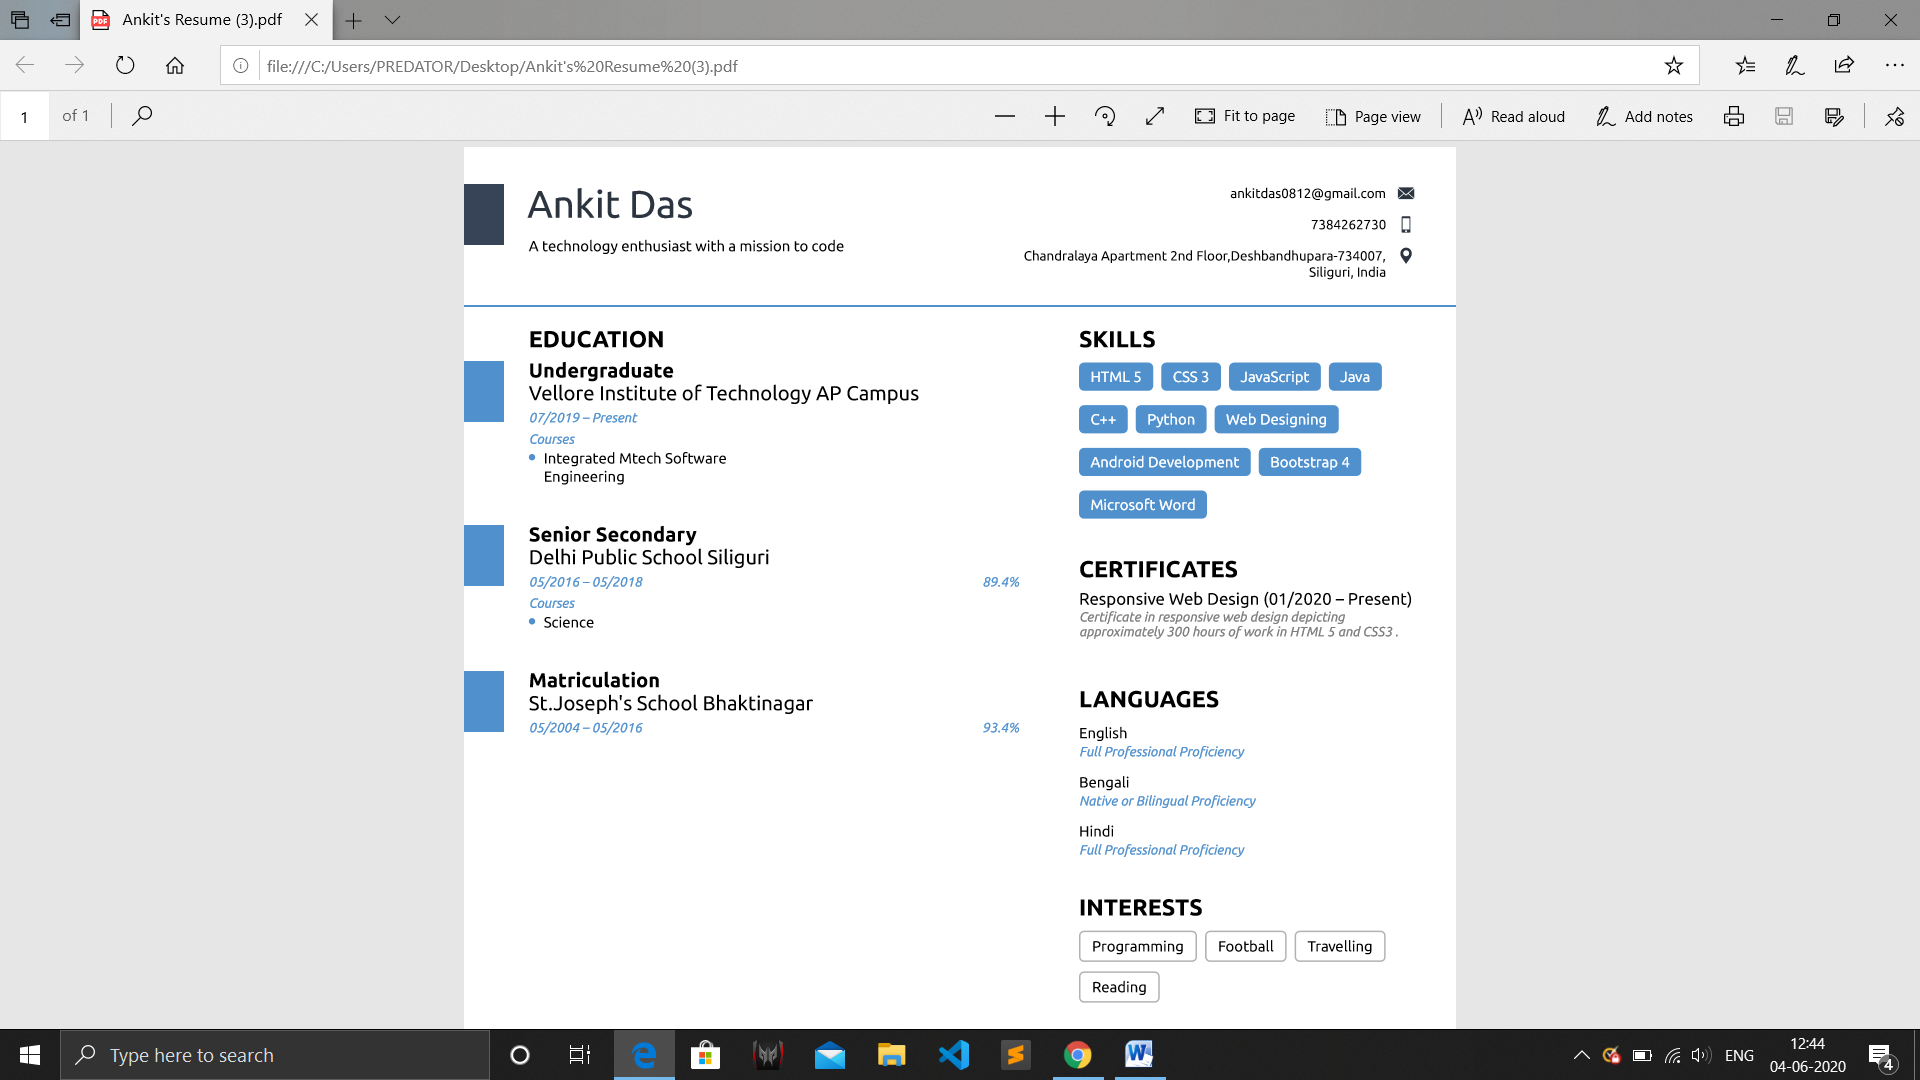 Ankit's Resume (3).pdf
file:///C:/Users/PREDATOR/Desktop/Ankit's%20Resume%20(3).pdf
1 of 1 Fit to page Page view Read aloud Add notes
Ankit Das
A technology enthusiast with a mission to code
ankitdas0812@gmail.com
7384262730
Chandralaya Apartment 2nd Floor,Deshbandhupara-734007,
Siliguri, India
EDUCATION
Undergraduate
Vellore Institute of Technology AP Campus
07/2019 – Present
Courses
Integrated Mtech Software
Engineering
Senior Secondary
Delhi Public School Siliguri
05/2016 – 05/2018 89.4%
Courses
Science
Matriculation
St.Joseph's School Bhaktinagar
05/2004 – 05/2016 93.4%
SKILLS
HTML 5 CSS 3 JavaScript Java
C++ Python Web Designing
Android Development Bootstrap 4
Microsoft Word
CERTIFICATES
Responsive Web Design (01/2020 – Present)
Certificate in responsive web design depicting
approximately 300 hours of work in HTML 5 and CSS3 .
LANGUAGES
English
Full Professional Proficiency
Bengali
Native or Bilingual Proficiency
Hindi
Full Professional Proficiency
INTERESTS
Programming Football Travelling
Reading
Type here to search
ENG
12:44
04-06-2020
4